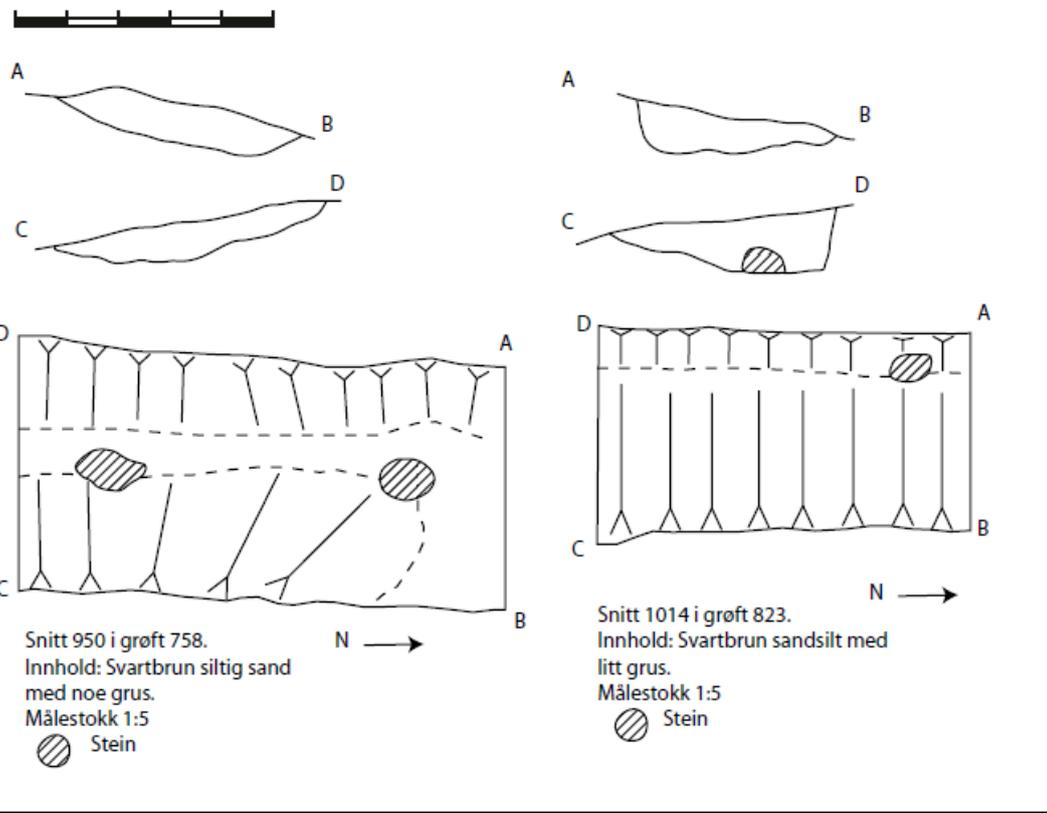 A
B
C
D
D
A
C
B
Snitt 950 i grøft 758.
Innhold: Svartbrun siltig sand
med noe grus.
Målestokk 1:5
Stein
N
A
B
C
D
D
A
C
B
N
Snitt 1014 i grøft 823.
Innhold: Svartbrun sandsilt med
litt grus.
Målestokk 1:5
Stein